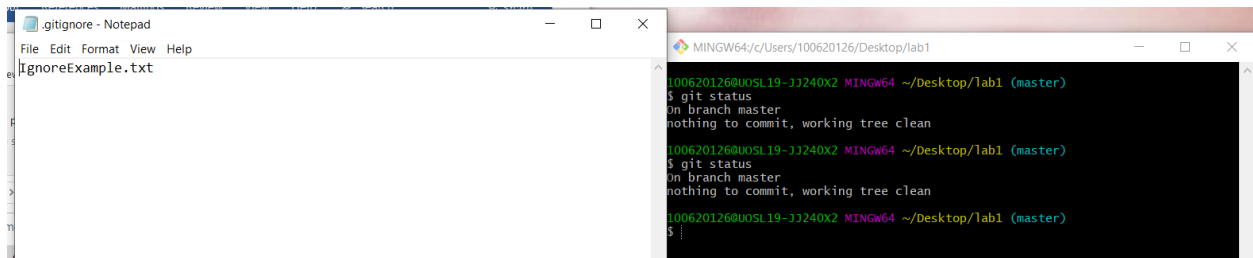 .gitignore - Notepad
File Edit Format View Help
IgnoreExample.txt
MINGW64:/c/Users/100620126/Desktop/lab1
100620126@UOSL19-JJ240X2 MINGW64 ~/Desktop/lab1 (master)
$ git status
On branch master
nothing to commit, working tree clean
100620126@UOSL19-JJ240X2 MINGW64 ~/Desktop/lab1 (master)
$ git status
On branch master
nothing to commit, working tree clean
100620126@UOSL19-JJ240X2 MINGW64 ~/Desktop/lab1 (master)
$